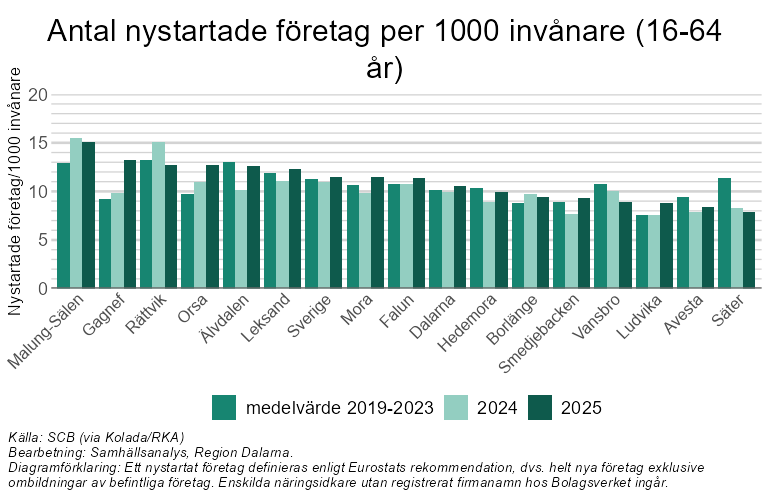 Antal nystartade företag per 1000 invånare (16-64
år)
Nystartade företag/1000 invånare
20
15
10
5
0
Malung-Sälen
Gagnef
Rättvik
Orsa
Älvdalen
Leksand
Sverige
Mora
Falun
Dalarna
Hedemora
Borlänge
Smedjebacken
Vansbro
Ludvika
Avesta
Säter
medelvärde 2019-2023
2024
2025
Källa: SCB (via Kolada/RKA)
Bearbetning: Samhällsanalys, Region Dalarna.
Diagramförklaring: Ett nystartat företag definieras enligt Eurostats rekommendation, dvs. helt nya företag exklusive
ombildningar av befintliga företag. Enskilda näringsidkare utan registrerat firmanamn hos Bolagsverket ingår.